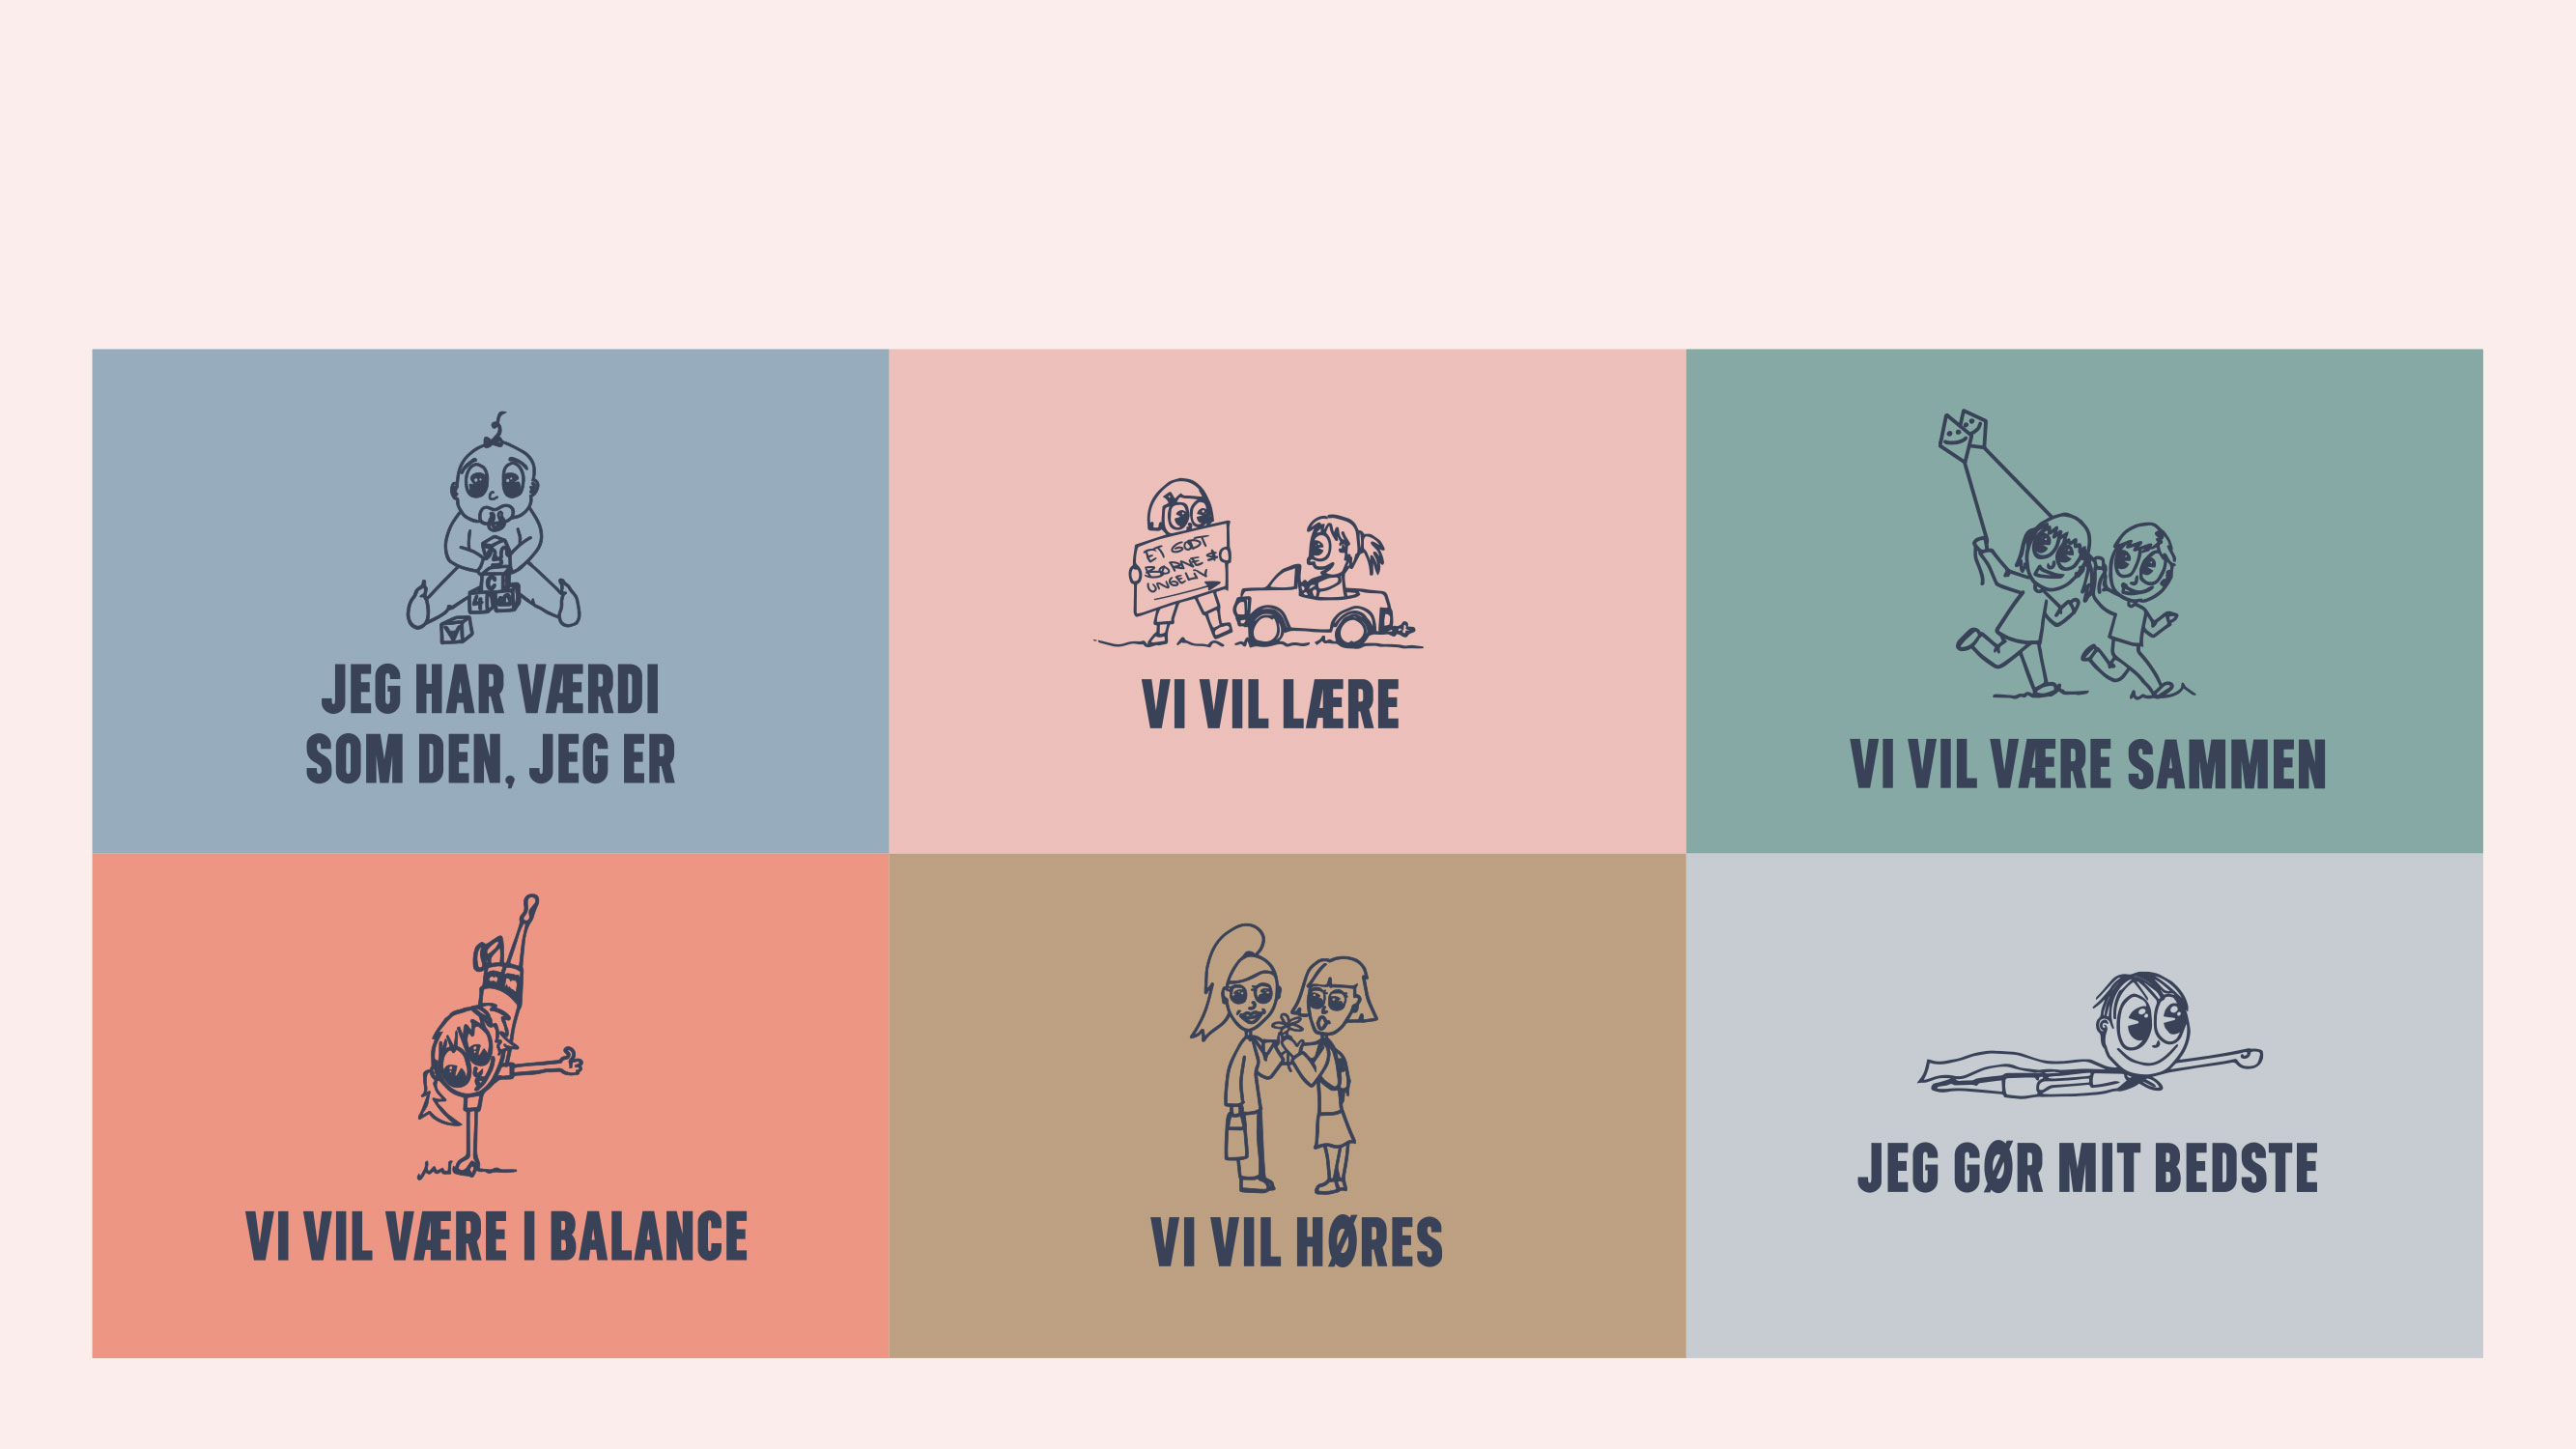 JEG HAR VÆRDI
SOM DEN, JEG ER
ET GODT
BØRNE &
UNGELIV
VI VIL LÆRE
VI VIL VÆRE SAMMEN
VI VIL VÆRE I BALANCE
VI VIL HØRES
JEG GØR MIT BEDSTE